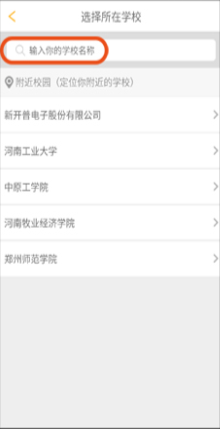 选择所在学校
输入你的学校名称
附近校园（定位你附近的学校）
新开普电子股份有限公司
河南工业大学
中原工学院
河南牧业经济学院
郑州师范学院